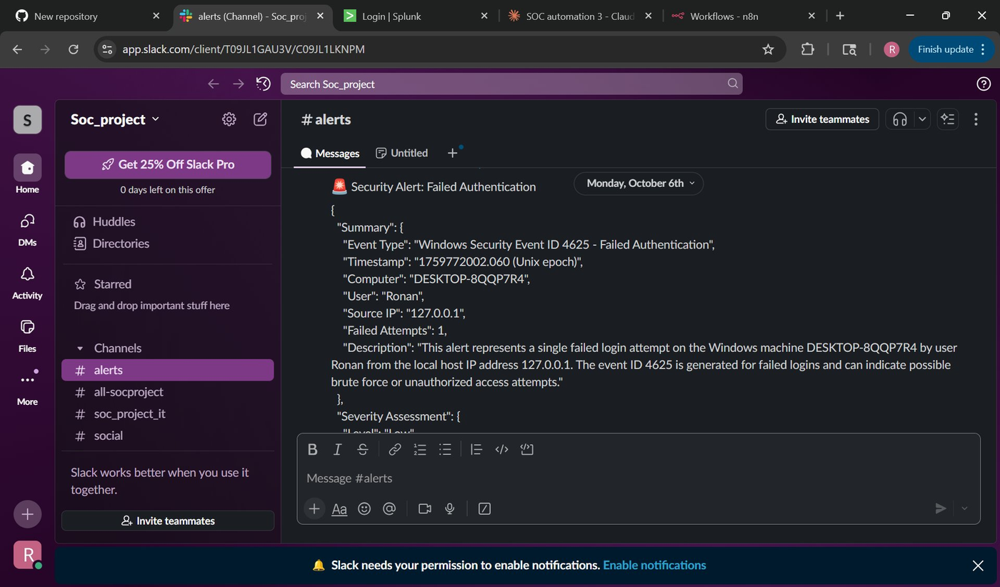 New repository
alerts (Channel) - Soc_proj
Login | Splunk
SOC automation 3 - Claud
Workflows - n8n
app.slack.com/client/T09JL1GAU3V/C09JL1LKNPM
R
Finish update
Search Soc_project
S
Home
DMs
Activity
Files
More
R
Soc_project
Get 25% Off Slack Pro
0 days left on this offer
Huddles
Directories
Starred
Drag and drop important stuff here
Channels
# alerts
# all-socproject
# soc_project_it
# social
Slack works better when you use it
together.
Invite teammates
# alerts
Invite teammates
Messages
Untitled
Monday, October 6th
🚨 Security Alert: Failed Authentication
{
"Summary": {
"Event Type": "Windows Security Event ID 4625 - Failed Authentication",
"Timestamp": "1759772002.060 (Unix epoch)",
"Computer": "DESKTOP-8QQP7R4",
"User": "Ronan",
"Source IP": "127.0.0.1",
"Failed Attempts": 1,
"Description": "This alert represents a single failed login attempt on the Windows machine DESKTOP-8QQP7R4 by user
Ronan from the local host IP address 127.0.0.1. The event ID 4625 is generated for failed logins and can indicate possible
brute force or unauthorized access attempts."
},
"Severity Assessment": {
"Level": "Low"
B I S
Message #alerts
Aa
🔔 Slack needs your permission to enable notifications. Enable notifications